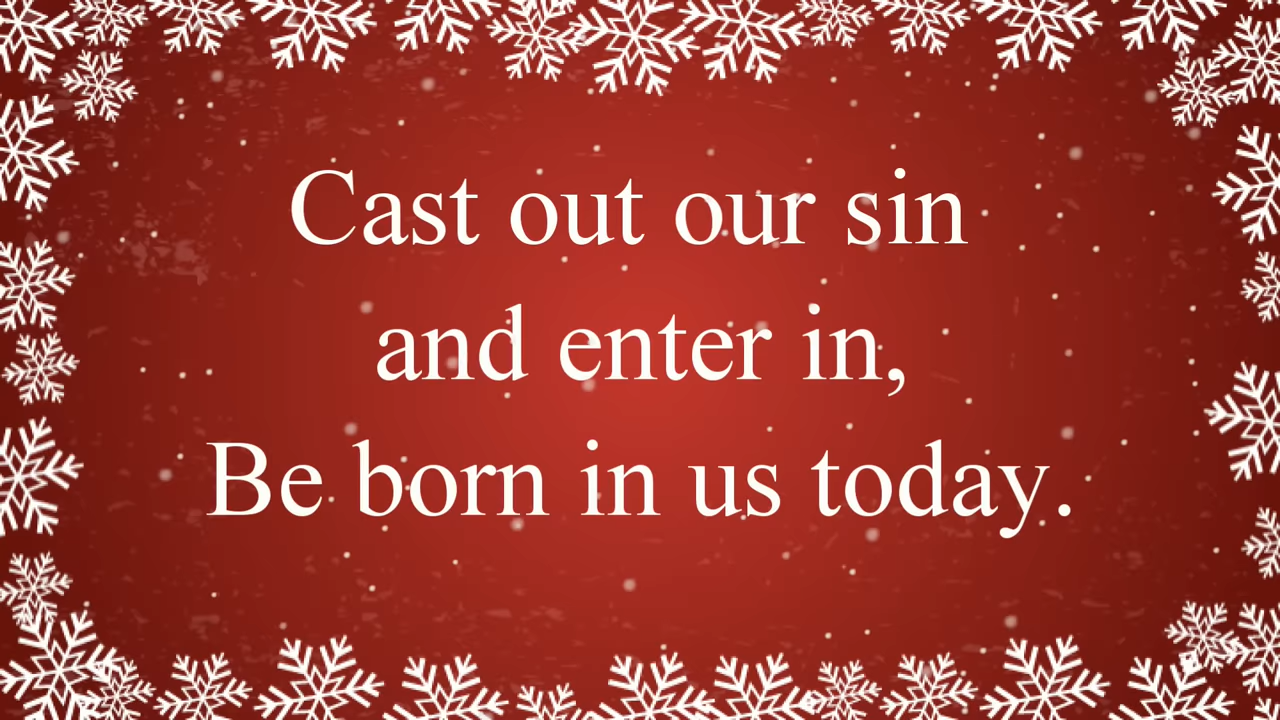 Cast out our sin
and enter in,
Be born in us today.